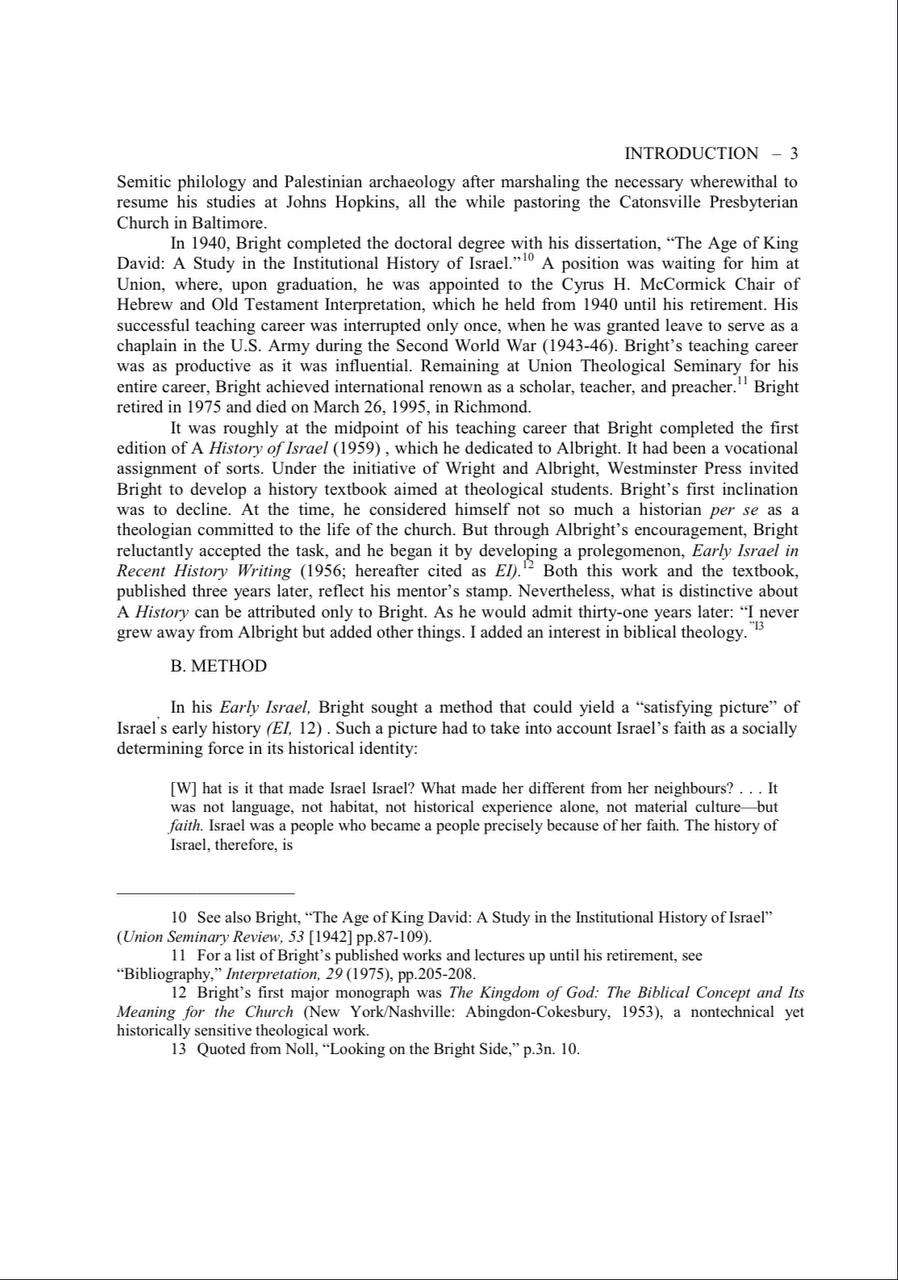 INTRODUCTION – 3
Semitic philology and Palestinian archaeology after marshaling the necessary wherewithal to
resume his studies at Johns Hopkins, all the while pastoring the Catonsville Presbyterian
Church in Baltimore.
In 1940, Bright completed the doctoral degree with his dissertation, “The Age of King
David: A Study in the Institutional History of Israel.”10 A position was waiting for him at
Union, where, upon graduation, he was appointed to the Cyrus H. McCormick Chair of
Hebrew and Old Testament Interpretation, which he held from 1940 until his retirement. His
successful teaching career was interrupted only once, when he was granted leave to serve as a
chaplain in the U.S. Army during the Second World War (1943-46). Bright’s teaching career
was as productive as it was influential. Remaining at Union Theological Seminary for his
entire career, Bright achieved international renown as a scholar, teacher, and preacher.11 Bright
retired in 1975 and died on March 26, 1995, in Richmond.
It was roughly at the midpoint of his teaching career that Bright completed the first
edition of A History of Israel (1959) , which he dedicated to Albright. It had been a vocational
assignment of sorts. Under the initiative of Wright and Albright, Westminster Press invited
Bright to develop a history textbook aimed at theological students. Bright’s first inclination
was to decline. At the time, he considered himself not so much a historian per se as a
theologian committed to the life of the church. But through Albright’s encouragement, Bright
reluctantly accepted the task, and he began it by developing a prolegomenon, Early Israel in
Recent History Writing (1956; hereafter cited as EI).12 Both this work and the textbook,
published three years later, reflect his mentor’s stamp. Nevertheless, what is distinctive about
A History can be attributed only to Bright. As he would admit thirty-one years later: “I never
grew away from Albright but added other things. I added an interest in biblical theology.”I3
B. METHOD
In his Early Israel, Bright sought a method that could yield a “satisfying picture” of
Israel's early history (EI, 12) . Such a picture had to take into account Israel’s faith as a socially
determining force in its historical identity:
[W] hat is it that made Israel Israel? What made her different from her neighbours? . . . It
was not language, not habitat, not historical experience alone, not material culture—but
faith. Israel was a people who became a people precisely because of her faith. The history of
Israel, therefore, is
10 See also Bright, “The Age of King David: A Study in the Institutional History of Israel”
(Union Seminary Review, 53 [1942] pp.87-109).
11 For a list of Bright’s published works and lectures up until his retirement, see
“Bibliography,” Interpretation, 29 (1975), pp.205-208.
12 Bright’s first major monograph was The Kingdom of God: The Biblical Concept and Its
Meaning for the Church (New York/Nashville: Abingdon-Cokesbury, 1953), a nontechnical yet
historically sensitive theological work.
13 Quoted from Noll, “Looking on the Bright Side,” p.3n. 10.